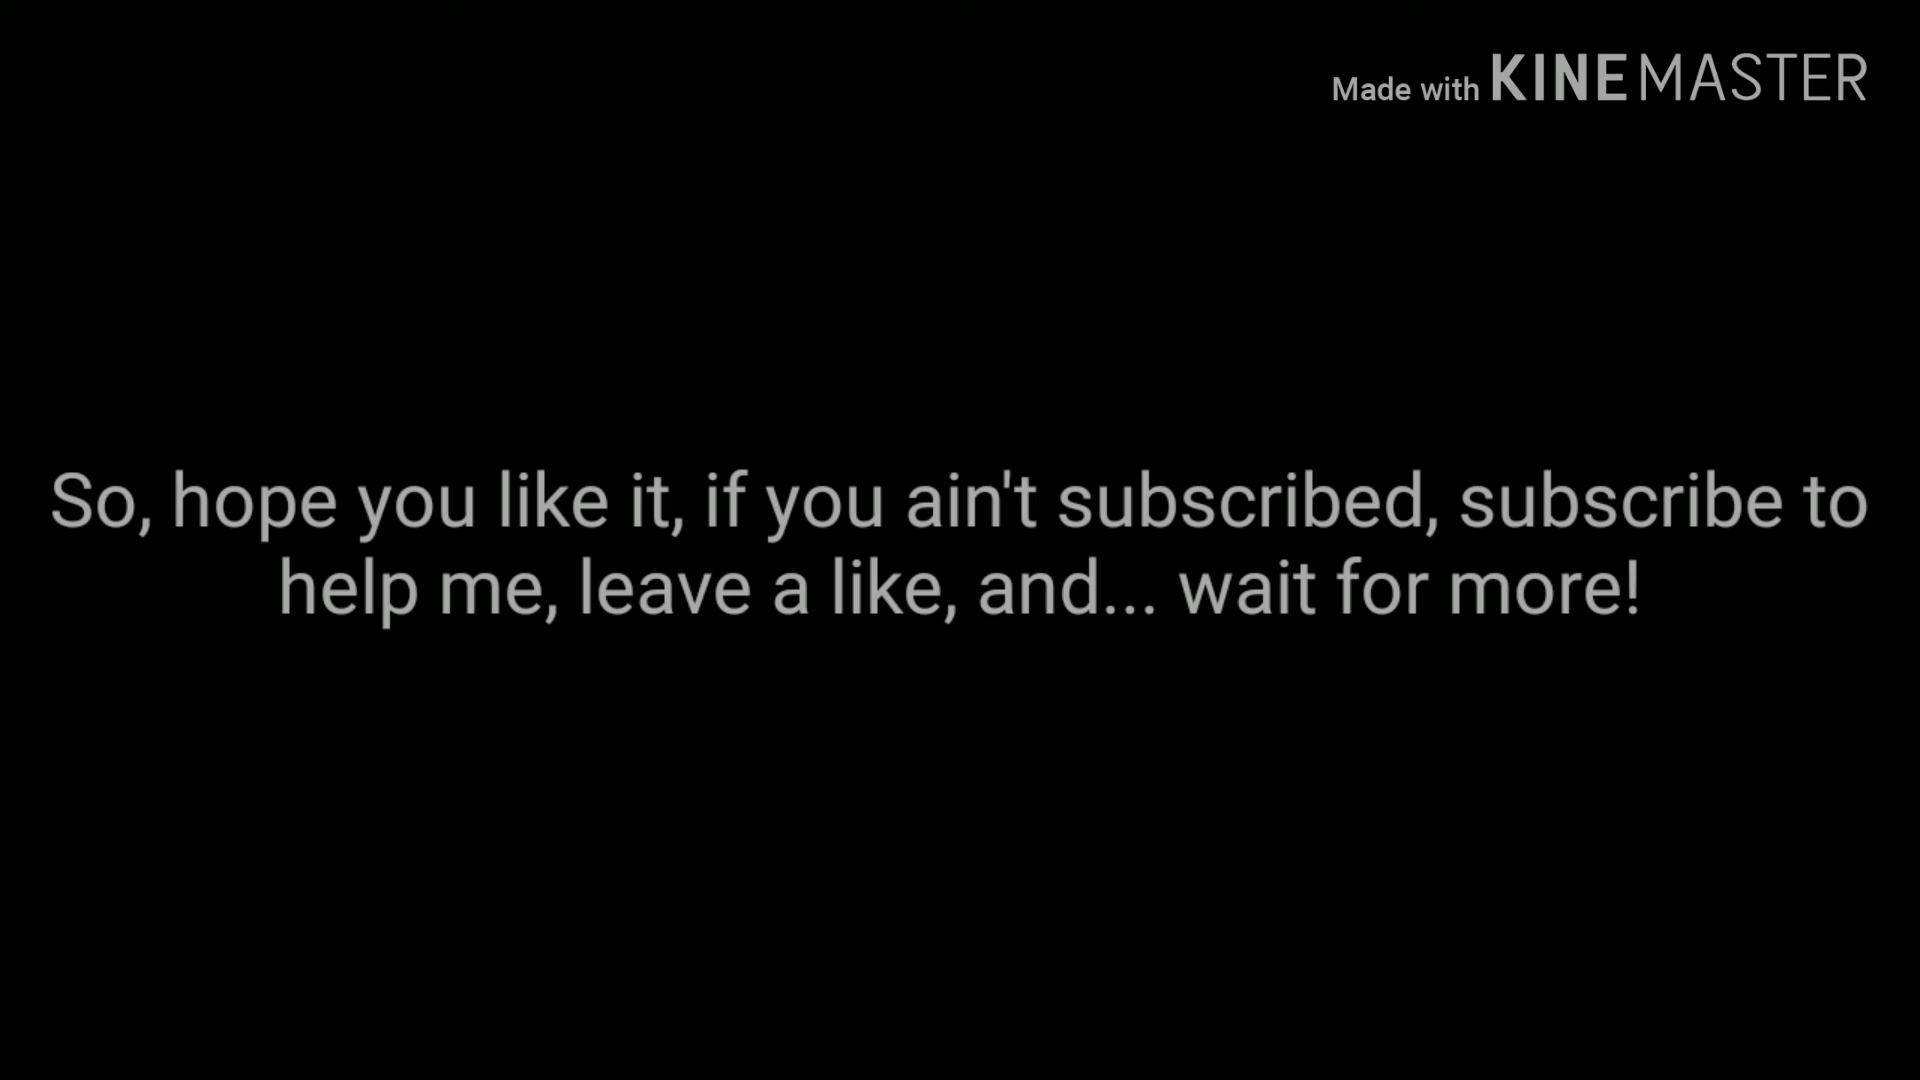 Made with KINEMASTER
So, hope you like it, if you ain't subscribed, subscribe to
help me, leave a like, and... wait for more!